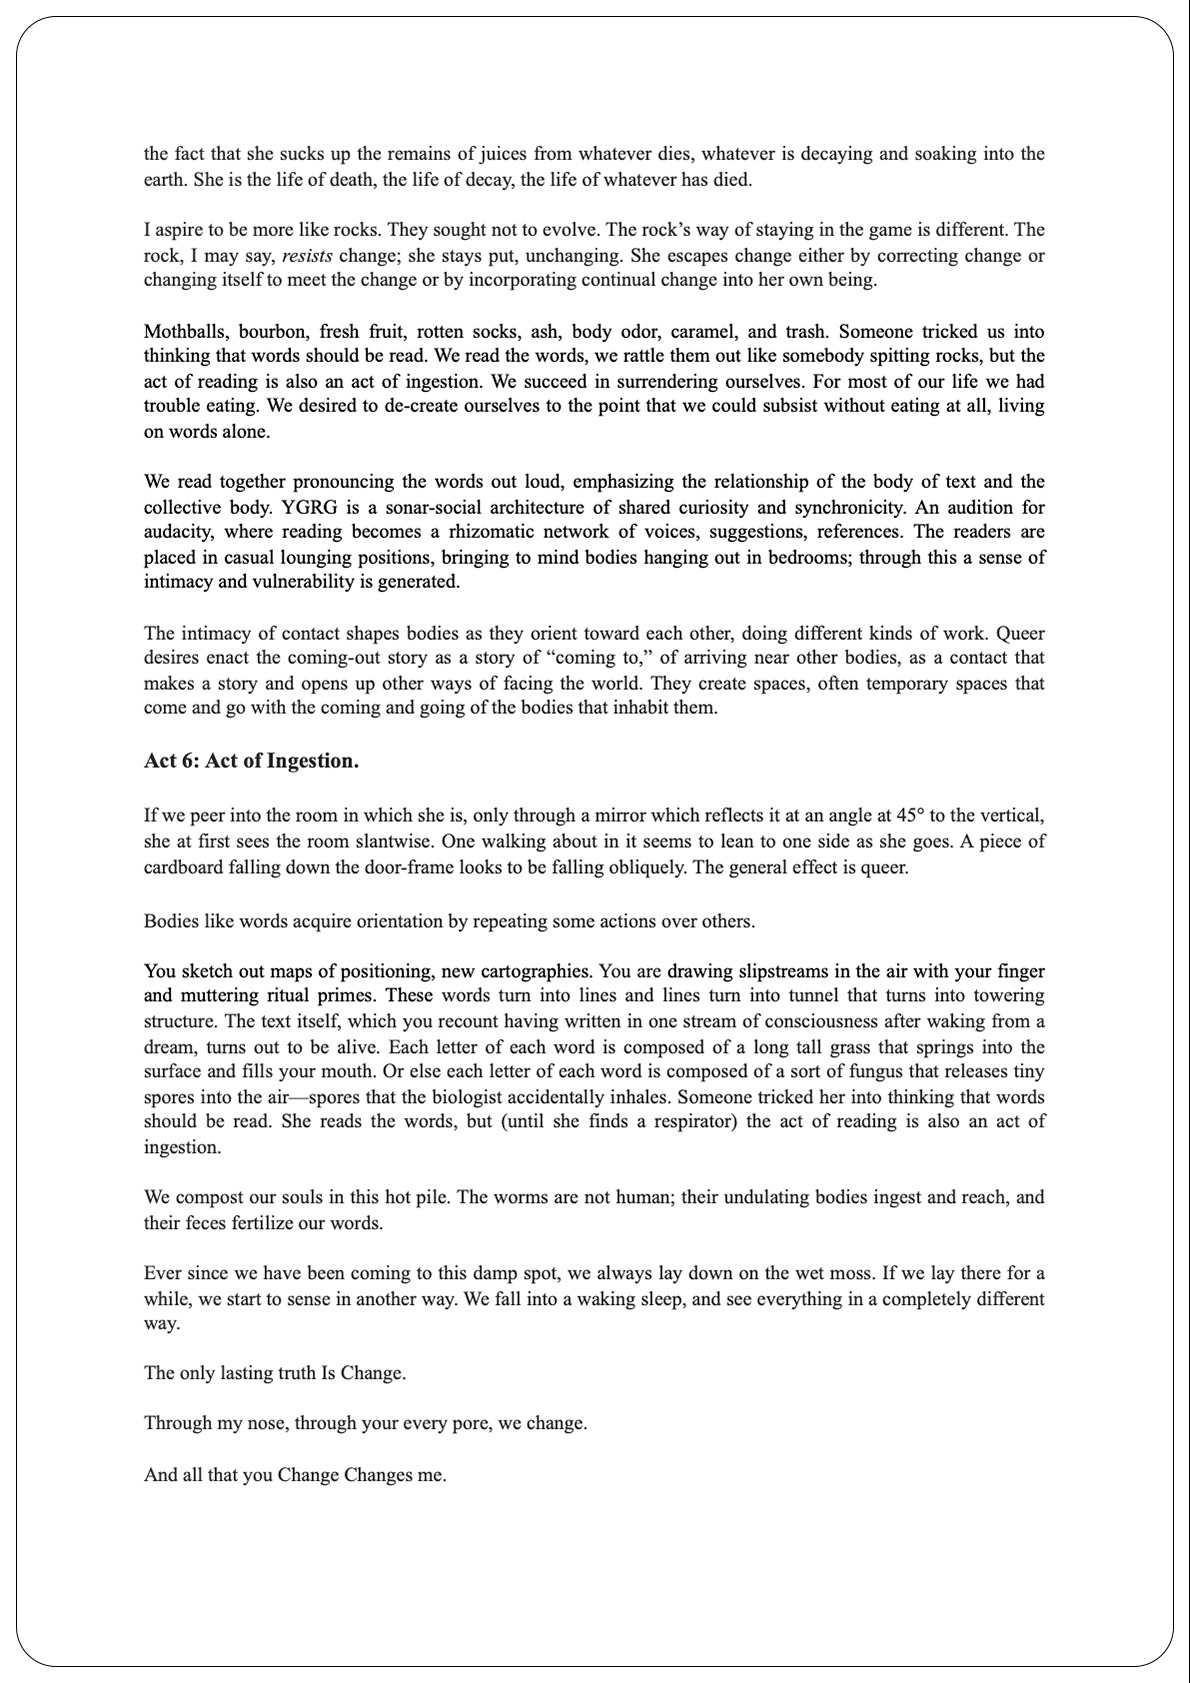 the fact that she sucks up the remains of juices from whatever dies, whatever is decaying and soaking into the
earth. She is the life of death, the life of decay, the life of whatever has died.
I aspire to be more like rocks. They sought not to evolve. The rock’s way of staying in the game is different. The
rock, I may say, resists change; she stays put, unchanging. She escapes change either by correcting change or
changing itself to meet the change or by incorporating continual change into her own being.
Mothballs, bourbon, fresh fruit, rotten socks, ash, body odor, caramel, and trash. Someone tricked us into
thinking that words should be read. We read the words, we rattle them out like somebody spitting rocks, but the
act of reading is also an act of ingestion. We succeed in surrendering ourselves. For most of our life we had
trouble eating. We desired to de-create ourselves to the point that we could subsist without eating at all, living
on words alone.
We read together pronouncing the words out loud, emphasizing the relationship of the body of text and the
collective body. YGRG is a sonar-social architecture of shared curiosity and synchronicity. An audition for
audacity, where reading becomes a rhizomatic network of voices, suggestions, references. The readers are
placed in casual lounging positions, bringing to mind bodies hanging out in bedrooms; through this a sense of
intimacy and vulnerability is generated.
The intimacy of contact shapes bodies as they orient toward each other, doing different kinds of work. Queer
desires enact the coming-out story as a story of “coming to,” of arriving near other bodies, as a contact that
makes a story and opens up other ways of facing the world. They create spaces, often temporary spaces that
come and go with the coming and going of the bodies that inhabit them.
Act 6: Act of Ingestion.
If we peer into the room in which she is, only through a mirror which reflects it at an angle at 45° to the vertical,
she at first sees the room slantwise. One walking about in it seems to lean to one side as she goes. A piece of
cardboard falling down the door-frame looks to be falling obliquely. The general effect is queer.
Bodies like words acquire orientation by repeating some actions over others.
You sketch out maps of positioning, new cartographies. You are drawing slipstreams in the air with your finger
and muttering ritual primes. These words turn into lines and lines turn into tunnel that turns into towering
structure. The text itself, which you recount having written in one stream of consciousness after waking from a
dream, turns out to be alive. Each letter of each word is composed of a long tall grass that springs into the
surface and fills your mouth. Or else each letter of each word is composed of a sort of fungus that releases tiny
spores into the air—spores that the biologist accidentally inhales. Someone tricked her into thinking that words
should be read. She reads the words, but (until she finds a respirator) the act of reading is also an act of
ingestion.
We compost our souls in this hot pile. The worms are not human; their undulating bodies ingest and reach, and
their feces fertilize our words.
Ever since we have been coming to this damp spot, we always lay down on the wet moss. If we lay there for a
while, we start to sense in another way. We fall into a waking sleep, and see everything in a completely different
way.
The only lasting truth Is Change.
Through my nose, through your every pore, we change.
And all that you Change Changes me.